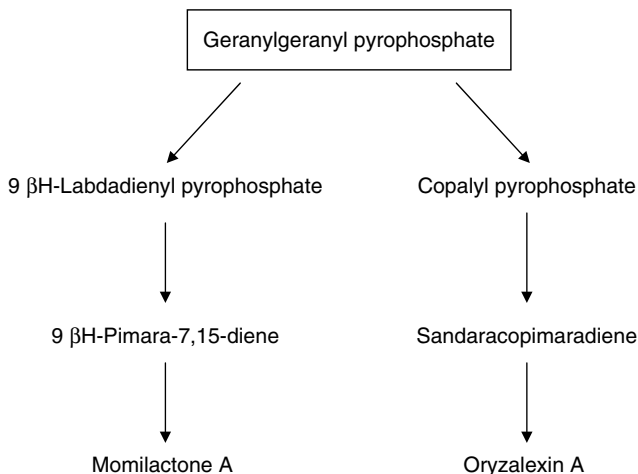 Geranylgeranyl pyrophosphate
9 βH-Labdadienyl pyrophosphate
Copalyl pyrophosphate
9 βH-Pimara-7,15-diene
Sandaracopimaradiene
Momilactone A
Oryzalexin A